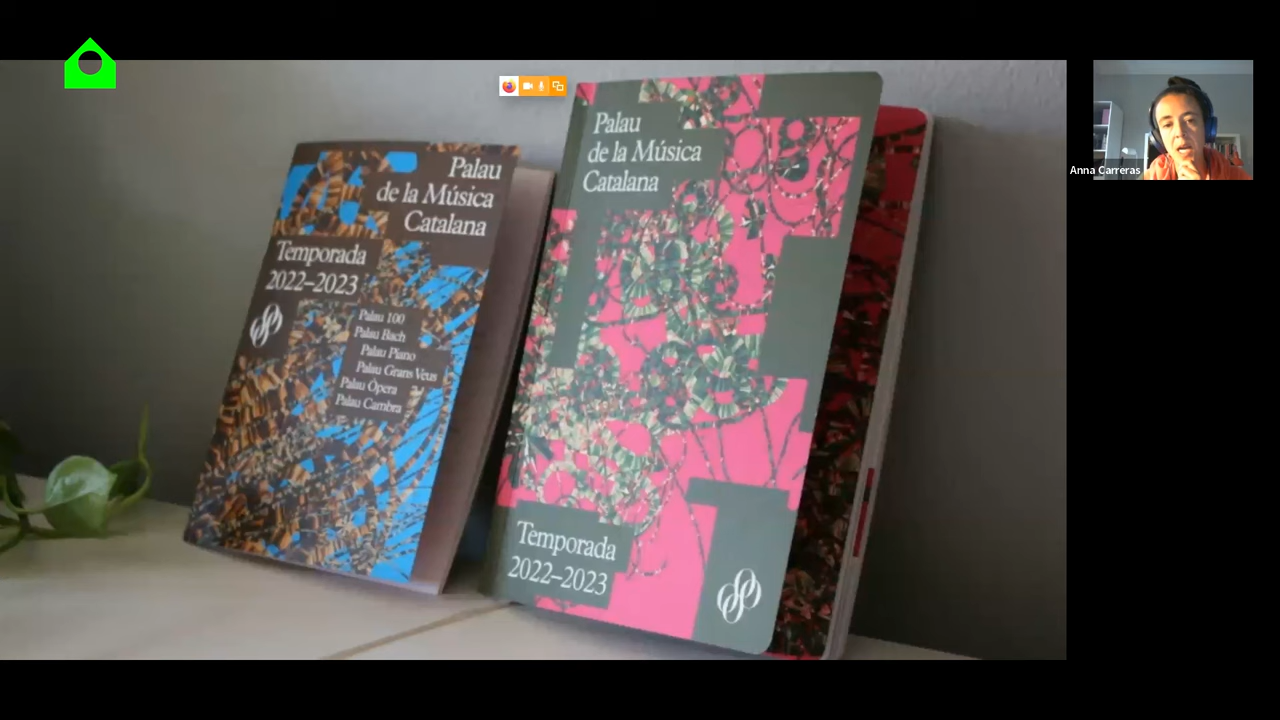 Palau
de la Música
Catalana
Temporada
2022–2023
Palau 100
Palau Bach
Palau Piano
Palau Grans Veus
Palau Òpera
Palau Cambra
Palau
de la Música
Catalana
Temporada
2022–2023
Anna Carreras